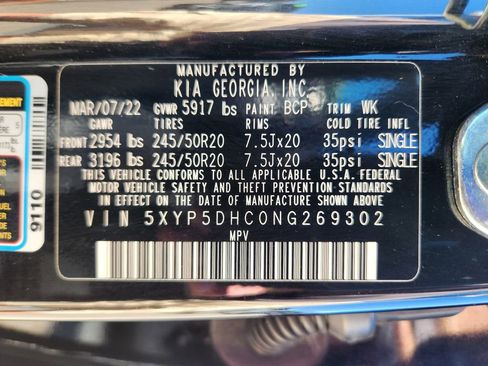 MANUFACTURED BY
KIA GEORGIA, INC.
MAR/07/22 GVWR 5917 lbs PAINT BCP TRIM WK
GAWR TIRES RIMS COLD TIRE INFL
FRONT 2954 lbs 245/50R20 7.5Jx20 35psi SINGLE
REAR 3196 lbs 245/50R20 7.5Jx20 35psi SINGLE
THIS VEHICLE CONFORMS TO ALL APPLICABLE U.S.A. FEDERAL
MOTOR VEHICLE SAFETY BUMPER AND THEFT PREVENTION STANDARDS
IN EFFECT ON THE DATE OF MANUFACTURE SHOWN ABOVE.
VIN 5XYP5DHC0NG269302
MPV
9110